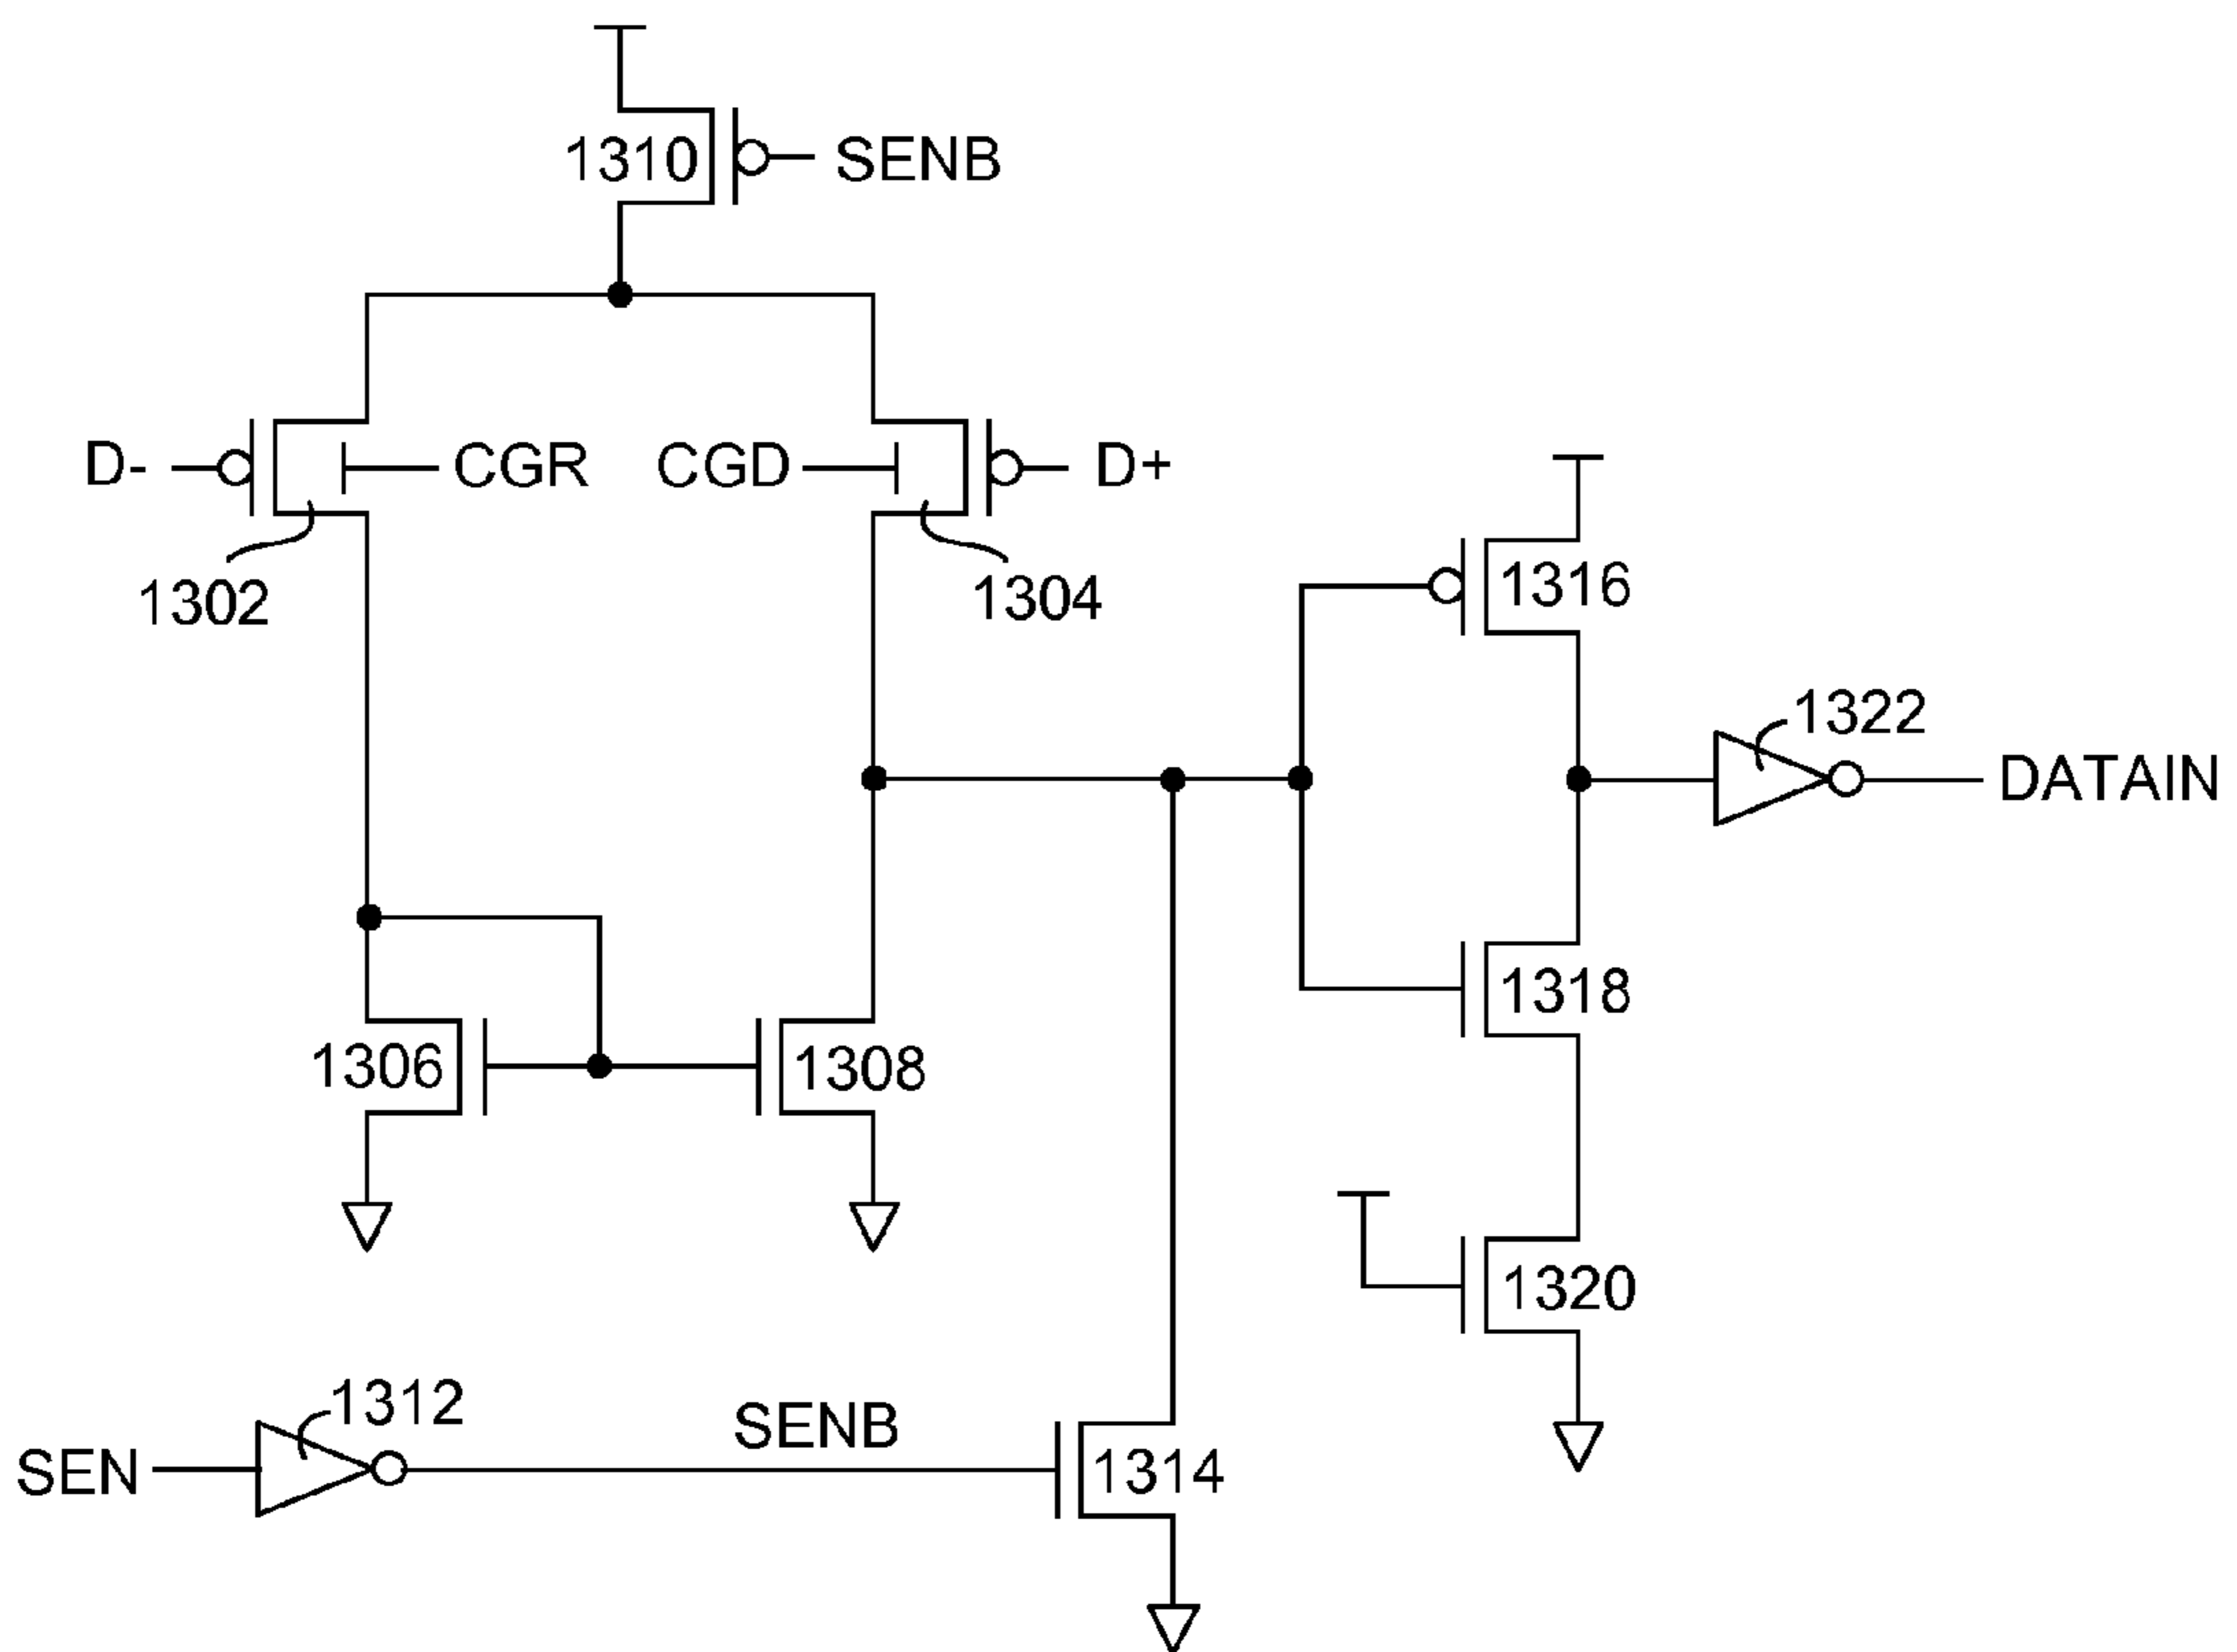 1310
SENB
D-
CGR
CGD
D+
1302
1304
1316
1322
DATAIN
1318
1306
1308
1320
1312
SENB
SEN
1314